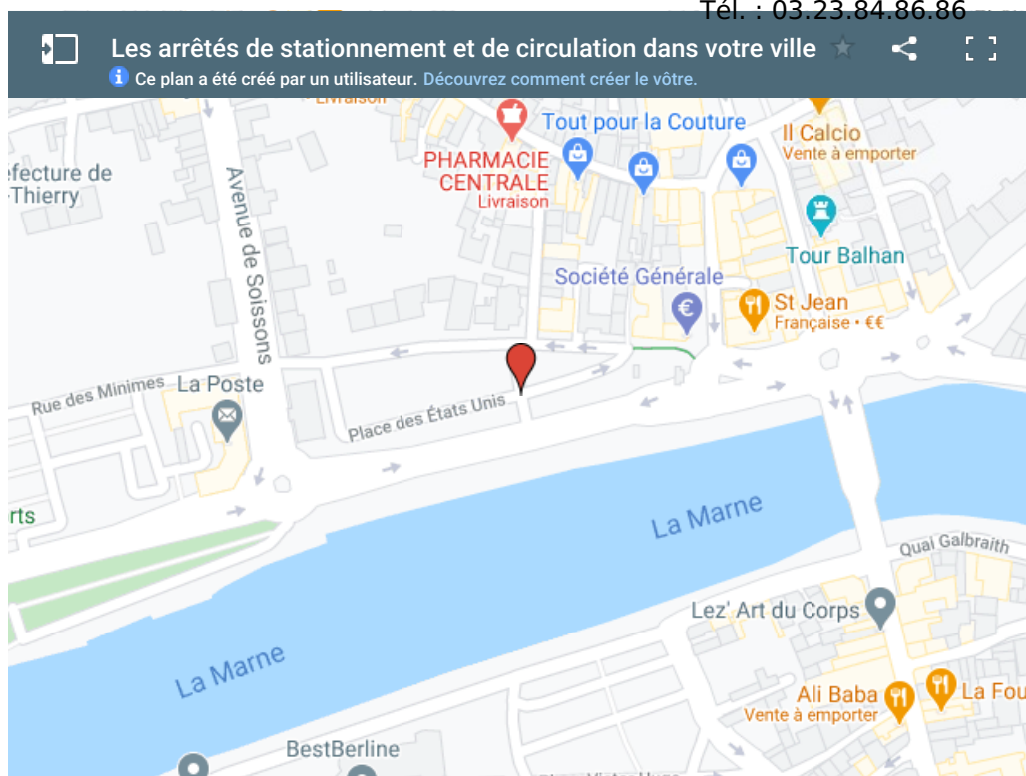 Tél. : 03.23.84.86.86
Les arrêtés de stationnement et de circulation dans votre ville
Ce plan a été créé par un utilisateur. Découvrez comment créer le vôtre.
Livraison
Tout pour la Couture
Il Calcio
Vente à emporter
PHARMACIE
CENTRALE
Livraison
fecture de
-Thierry
Avenue de Soissons
Tour Balhan
Société Générale
St Jean
Française • €€
Rue des Minimes
La Poste
Place des États Unis
La Marne
rts
Quai Galbraith
Lez' Art du Corps
La Marne
Ali Baba
Vente à emporter
La Fou
BestBerline